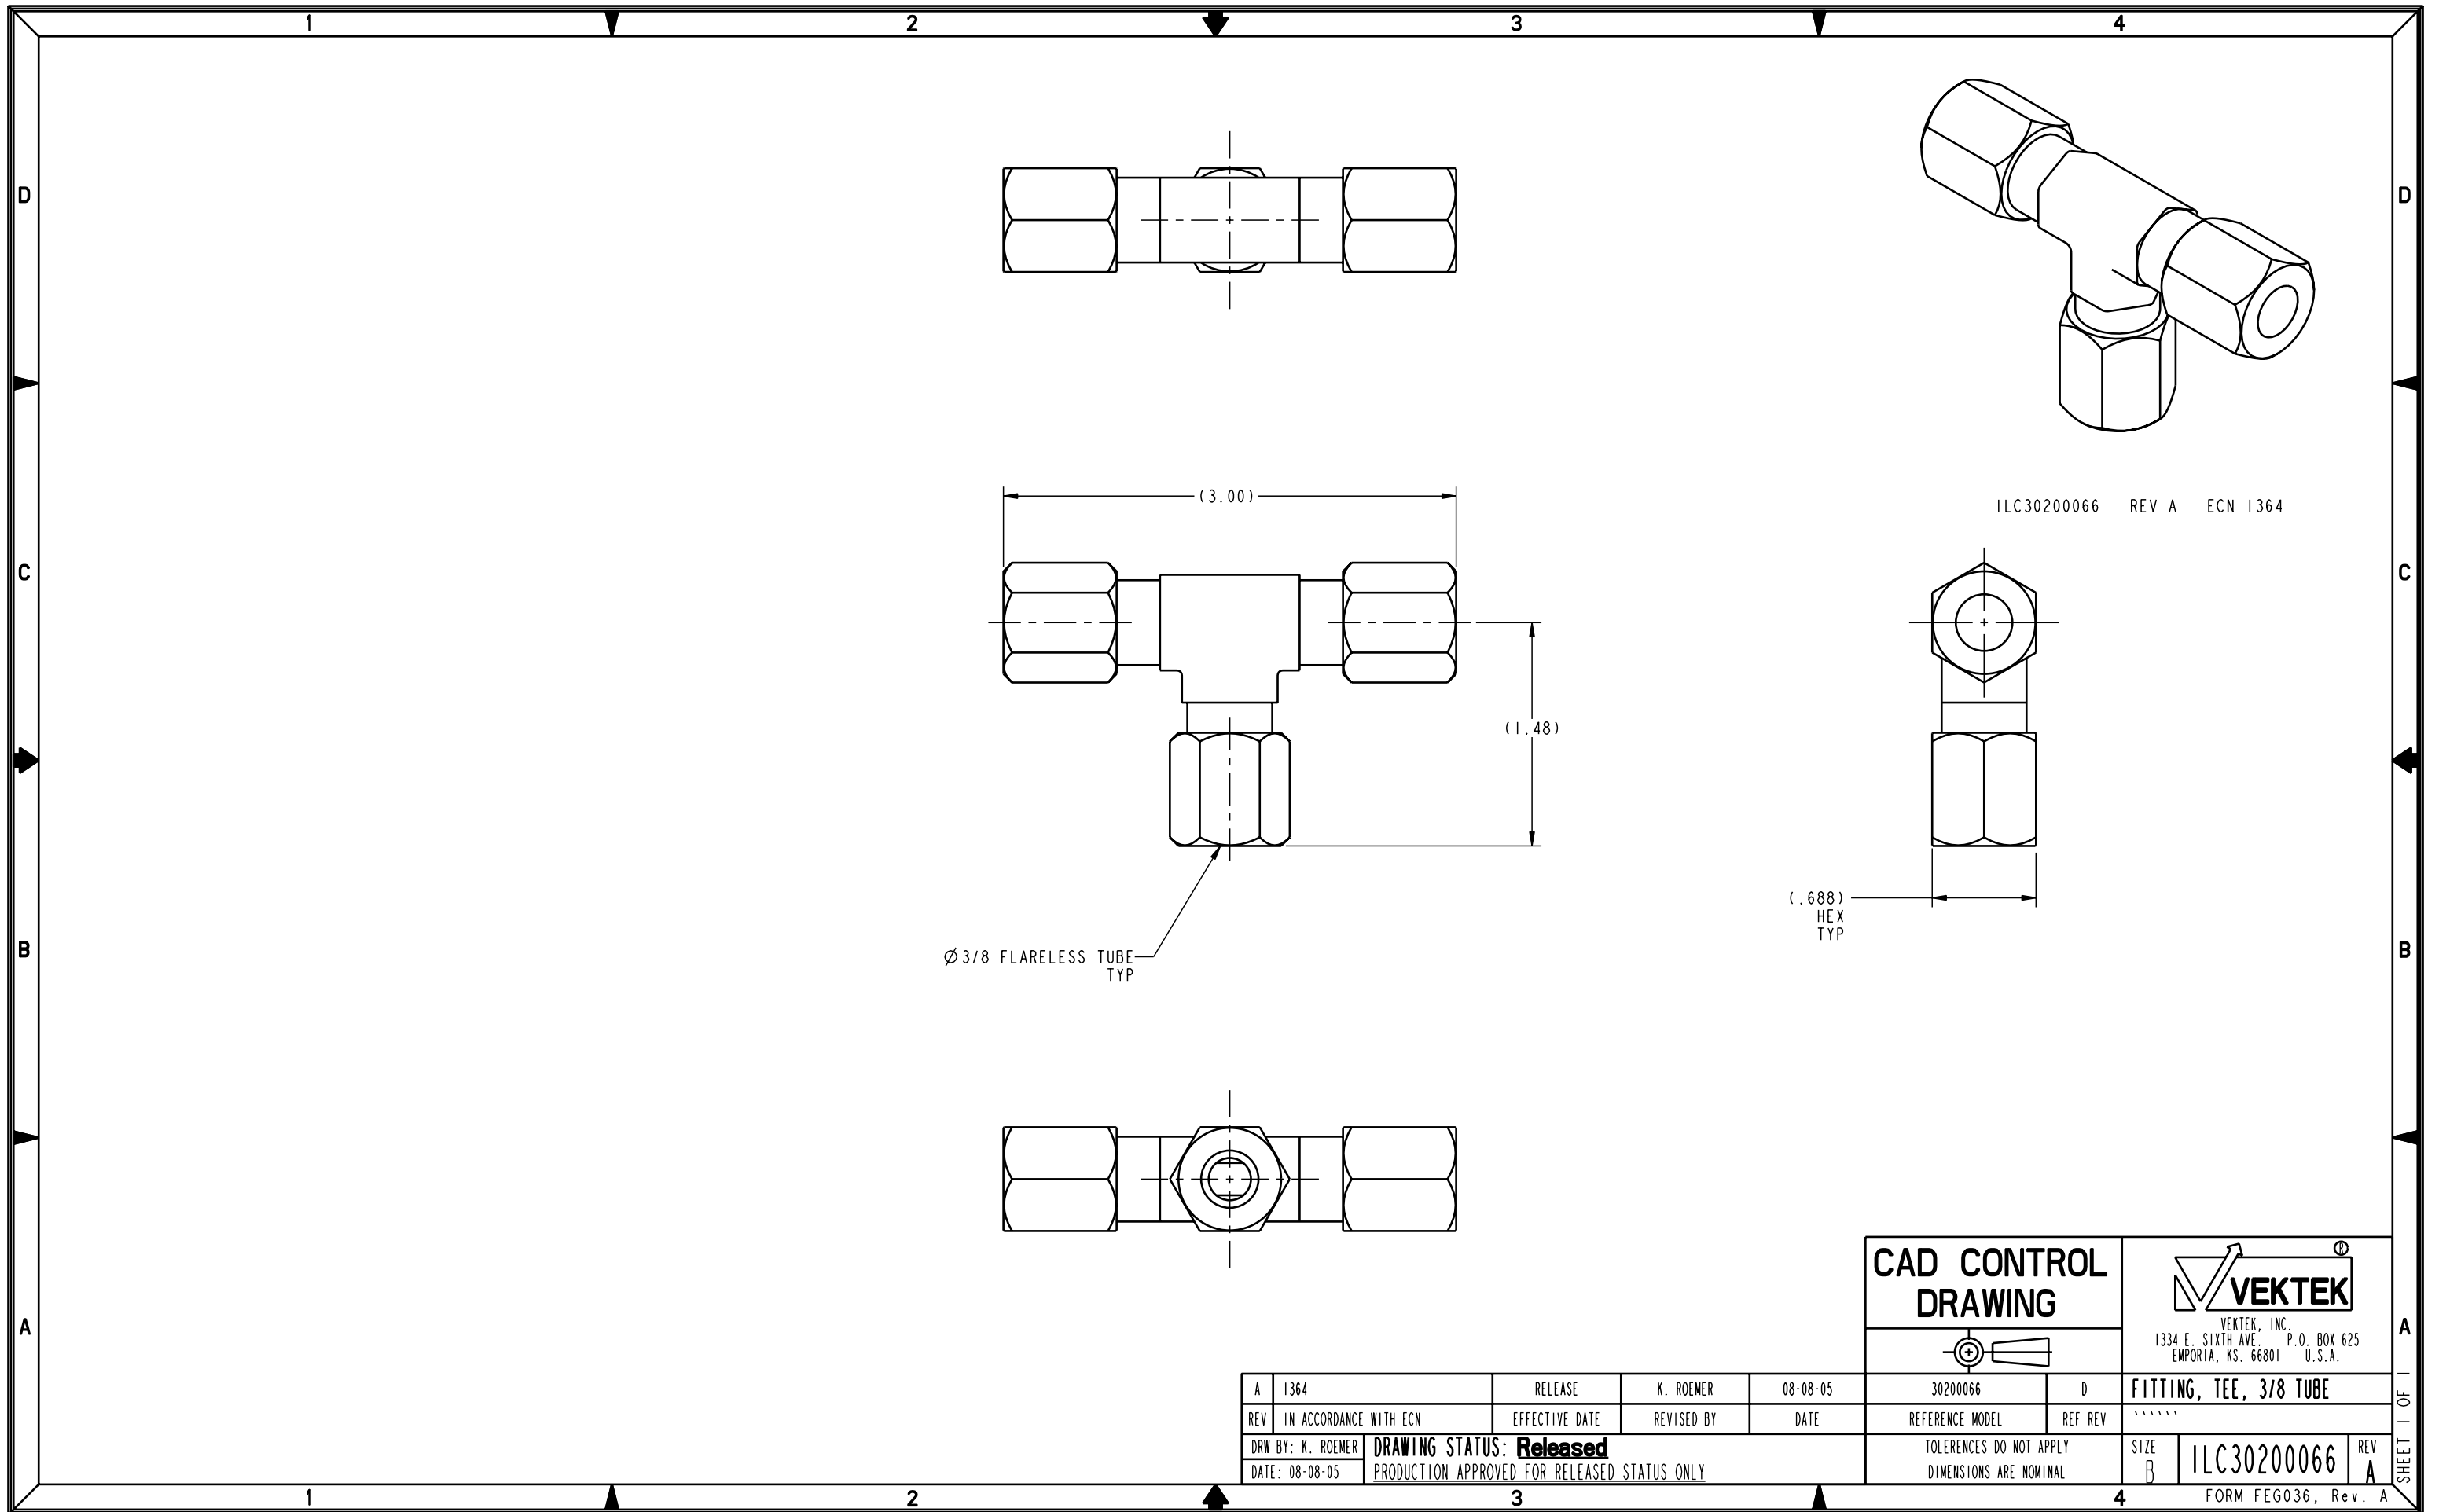 1 2 3 4
D D
(3.00)
ILC30200066 REV A ECN 1364
C C
(1.48)
(.688)
HEX
TYP
B B
Ø3/8 FLARELESS TUBE
TYP
CAD CONTROL
DRAWING
®
VEKTEK
VEKTEK, INC.
1334 E. SIXTH AVE. P.O. BOX 625
EMPORIA, KS. 66801 U.S.A.
A A
A 1364 RELEASE K. ROEMER 08-08-05 30200066 D FITTING, TEE, 3/8 TUBE
REV IN ACCORDANCE WITH ECN EFFECTIVE DATE REVISED BY DATE REFERENCE MODEL REF REV ``````
DRW BY: K. ROEMER DRAWING STATUS: Released
DATE: 08-08-05 PRODUCTION APPROVED FOR RELEASED STATUS ONLY
TOLERENCES DO NOT APPLY
DIMENSIONS ARE NOMINAL
SIZE
B
ILC30200066
REV
A
SHEET 1 OF 1
FORM FEG036, Rev. A
1 2 3 4